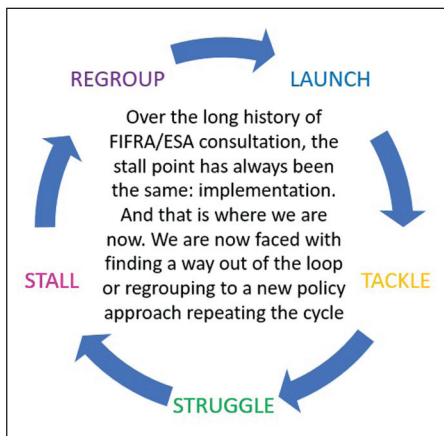 REGROUP
LAUNCH
Over the long history of
FIFRA/ESA consultation, the
stall point has always been
the same: implementation.
And that is where we are
now. We are now faced with
finding a way out of the loop
or regrouping to a new policy
approach repeating the cycle
STALL
TACKLE
STRUGGLE